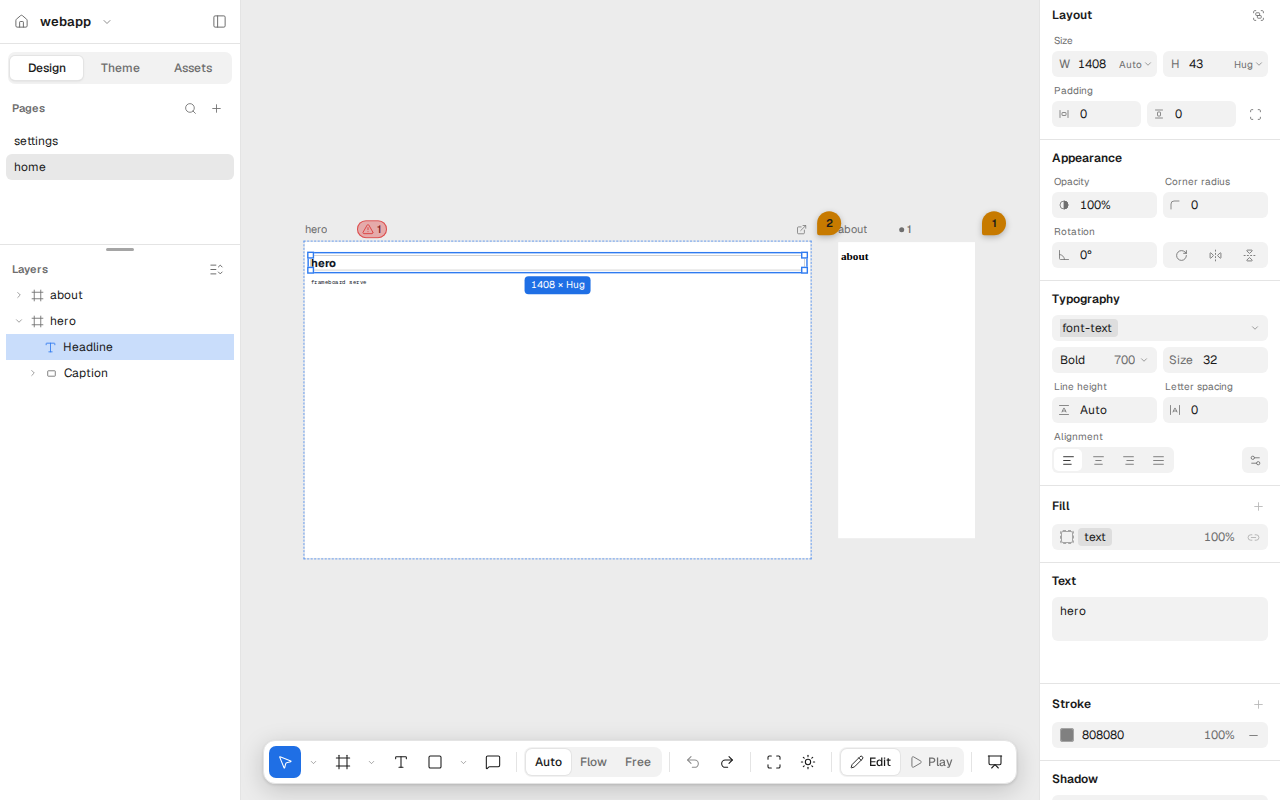 webapp
Design
Theme
Assets
Pages
settings
home
Layers
about
hero
Headline
Caption
hero
1
2
about
1
1
hero
frameboard serve
1408 × Hug
about
Auto
Flow
Free
Edit
Play
Layout
Size
W 1408 Auto
H 43 Hug
Padding
0
0
Appearance
Opacity
Corner radius
100%
0
Rotation
0°
Typography
font-text
Bold 700
Size 32
Line height
Letter spacing
Auto
0
Alignment
Fill
text 100%
Text
hero
Stroke
808080 100%
Shadow